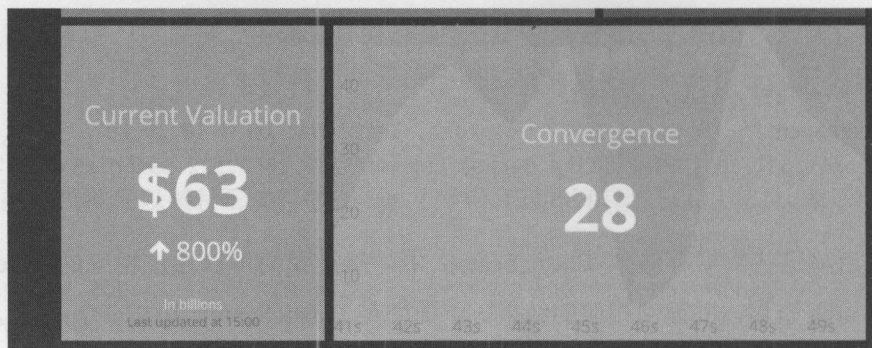 Current Valuation
$63
↑ 800%
In billions
Last updated at 15:00
Convergence
28
40
30
20
10
41s 42s 43s 44s 45s 46s 47s 48s 49s